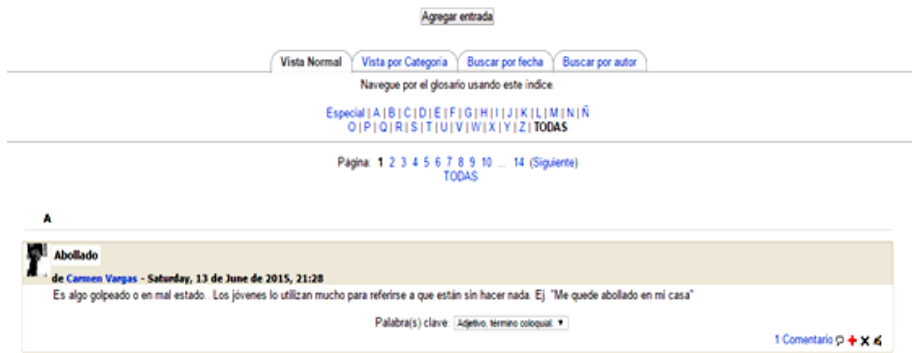 Agregar entrada
Vista Normal Vista por Categoría Buscar por fecha Buscar por autor
Navegue por el glosario usando este índice.
Especial | A | B | C | D | E | F | G | H | I | J | K | L | M | N | Ñ
O | P | Q | R | S | T | U | V | W | X | Y | Z | TODAS
Página: 1 2 3 4 5 6 7 8 9 10 ... 14 (Siguiente)
TODAS
A
Abollado
de Carmen Vargas - Saturday, 13 de June de 2015, 21:28
Es algo golpeado o en mal estado.. Los jóvenes lo utilizan mucho para referirse a que están sin hacer nada. Ej. "Me quede abollado en mi casa"
Palabra(s) clave: Adjetivo, término coloquial.
1 Comentario